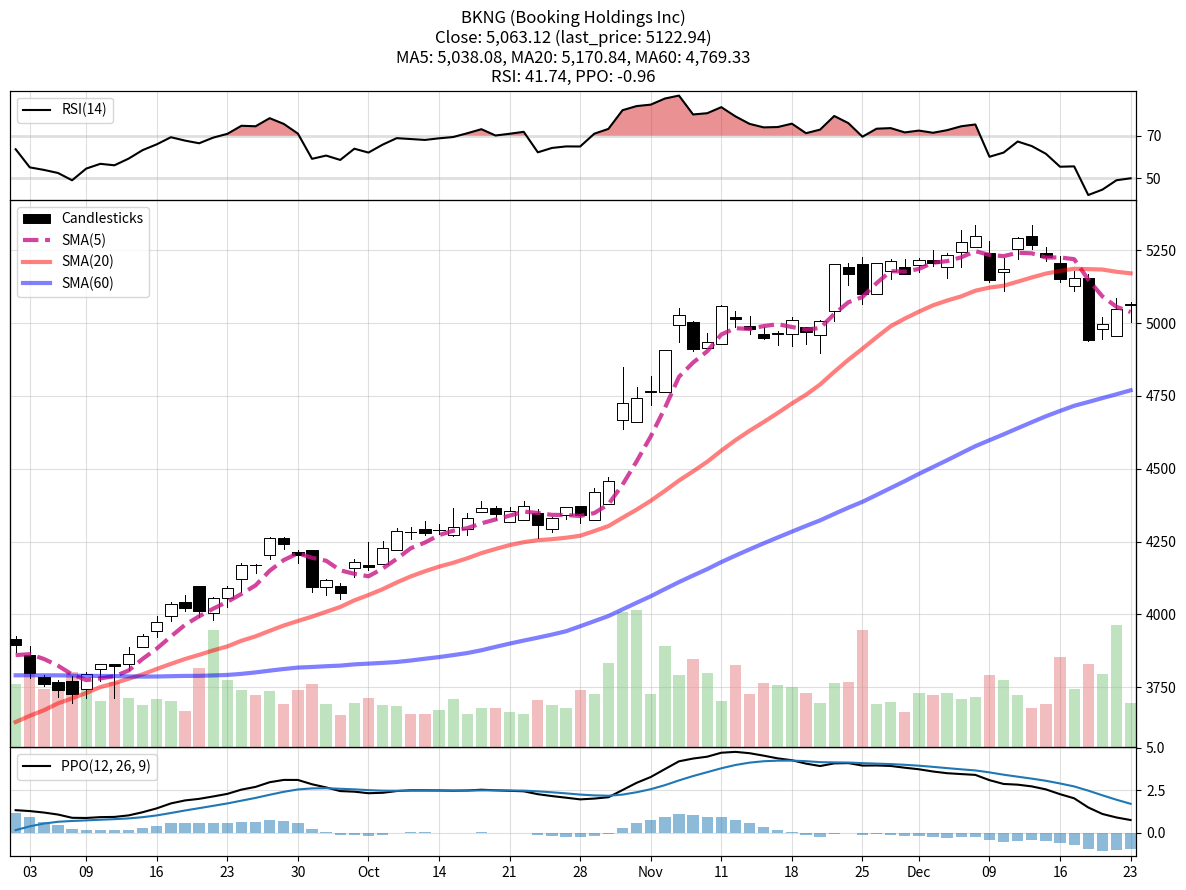 BKNG (Booking Holdings Inc)
Close: 5,063.12 (last_price: 5122.94)
MA5: 5,038.08, MA20: 5,170.84, MA60: 4,769.33
RSI: 41.74, PPO: -0.96
RSI(14)
70
50
Candlesticks
SMA(5)
SMA(20)
SMA(60)
5250
5000
4750
4500
4250
4000
3750
PPO(12, 26, 9)
5.0
2.5
0.0
03 09 16 23 30 Oct 14 21 28 Nov 11 18 25 Dec 09 16 23